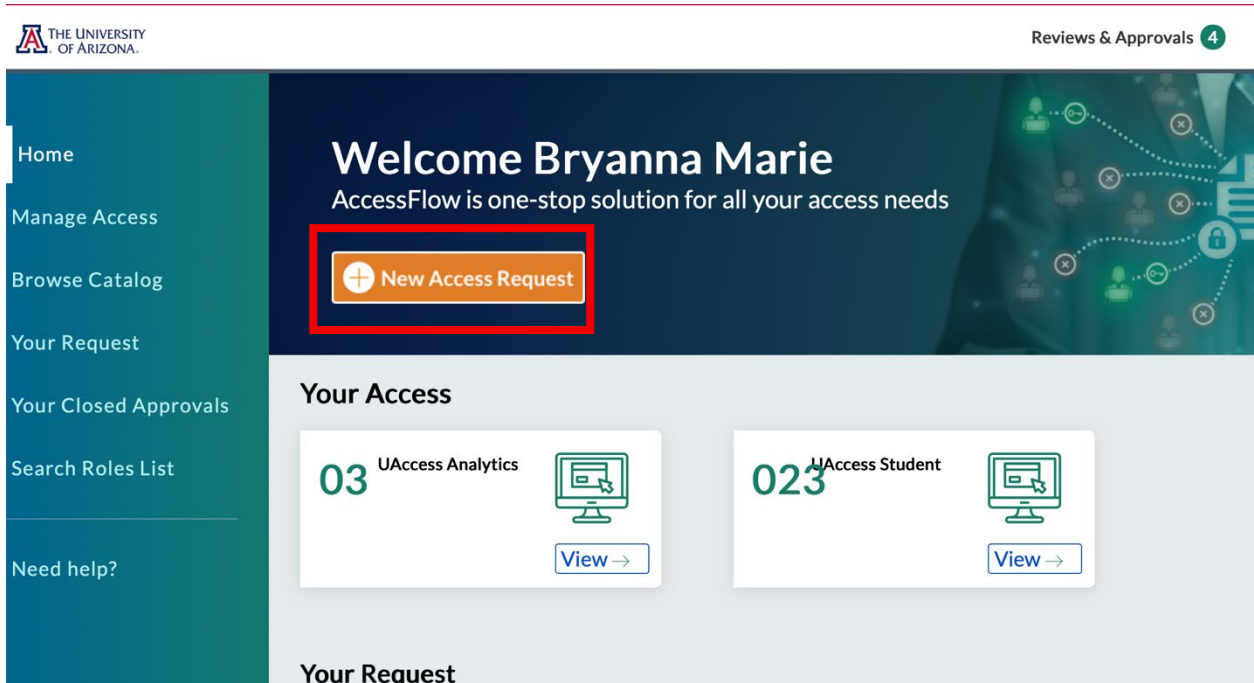 THE UNIVERSITY
OF ARIZONA.
Reviews & Approvals 4
Home
Manage Access
Browse Catalog
Your Request
Your Closed Approvals
Search Roles List
Need help?
Welcome Bryanna Marie
AccessFlow is one-stop solution for all your access needs
New Access Request
Your Access
03 UAccess Analytics
View →
023 UAccess Student
View →
Your Request